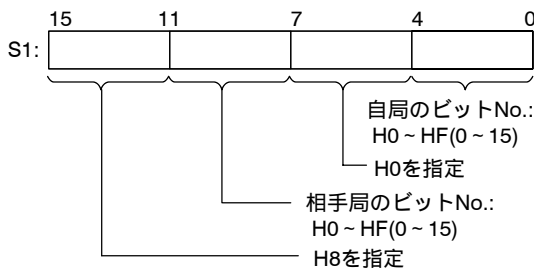 15 11 7 4 0
S1:
自局のビットNo.:
H0~HF(0~15)
H0を指定
相手局のビットNo.:
H0~HF(0~15)
H8を指定